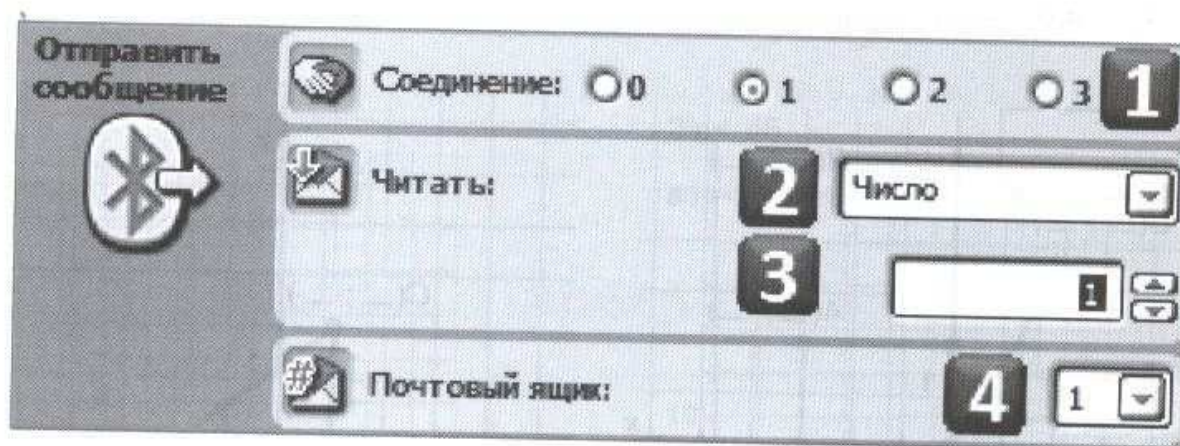 Отправить
сообщение
Соединение: 0 1 2 3 1
Читать: 2 Число
3 1
Почтовый ящик: 4 1